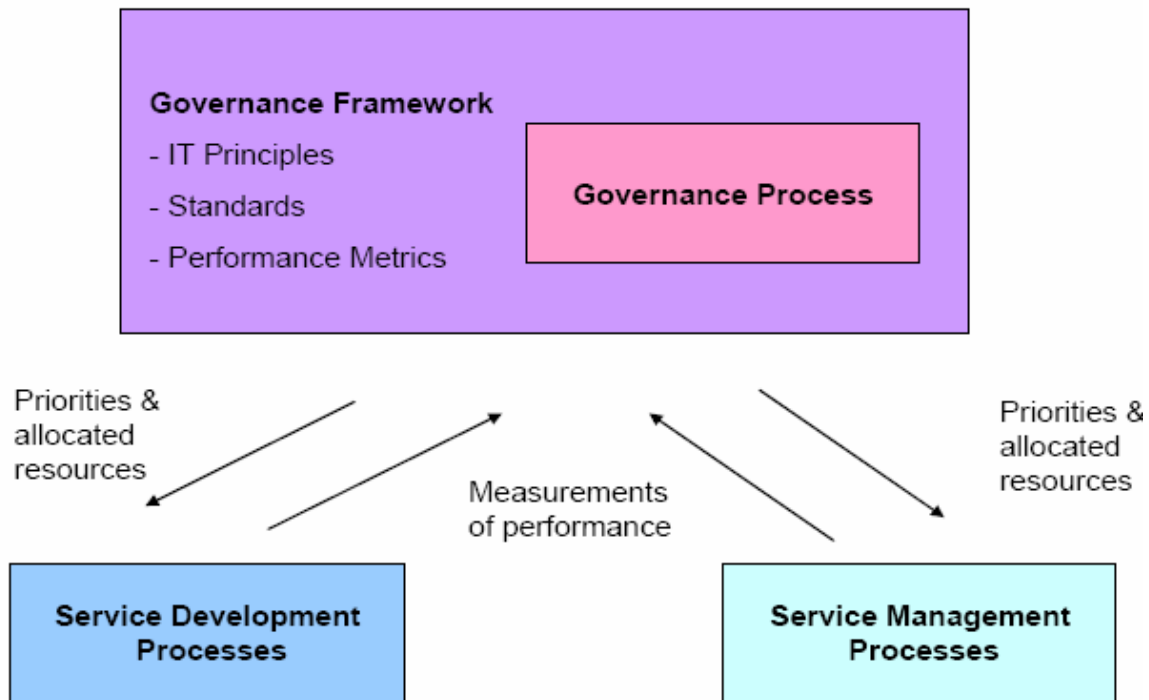 Governance Framework
- IT Principles
- Standards
- Performance Metrics
Governance Process
Priorities &
allocated
resources
Measurements
of performance
Priorities &
allocated
resources
Service Development
Processes
Service Management
Processes